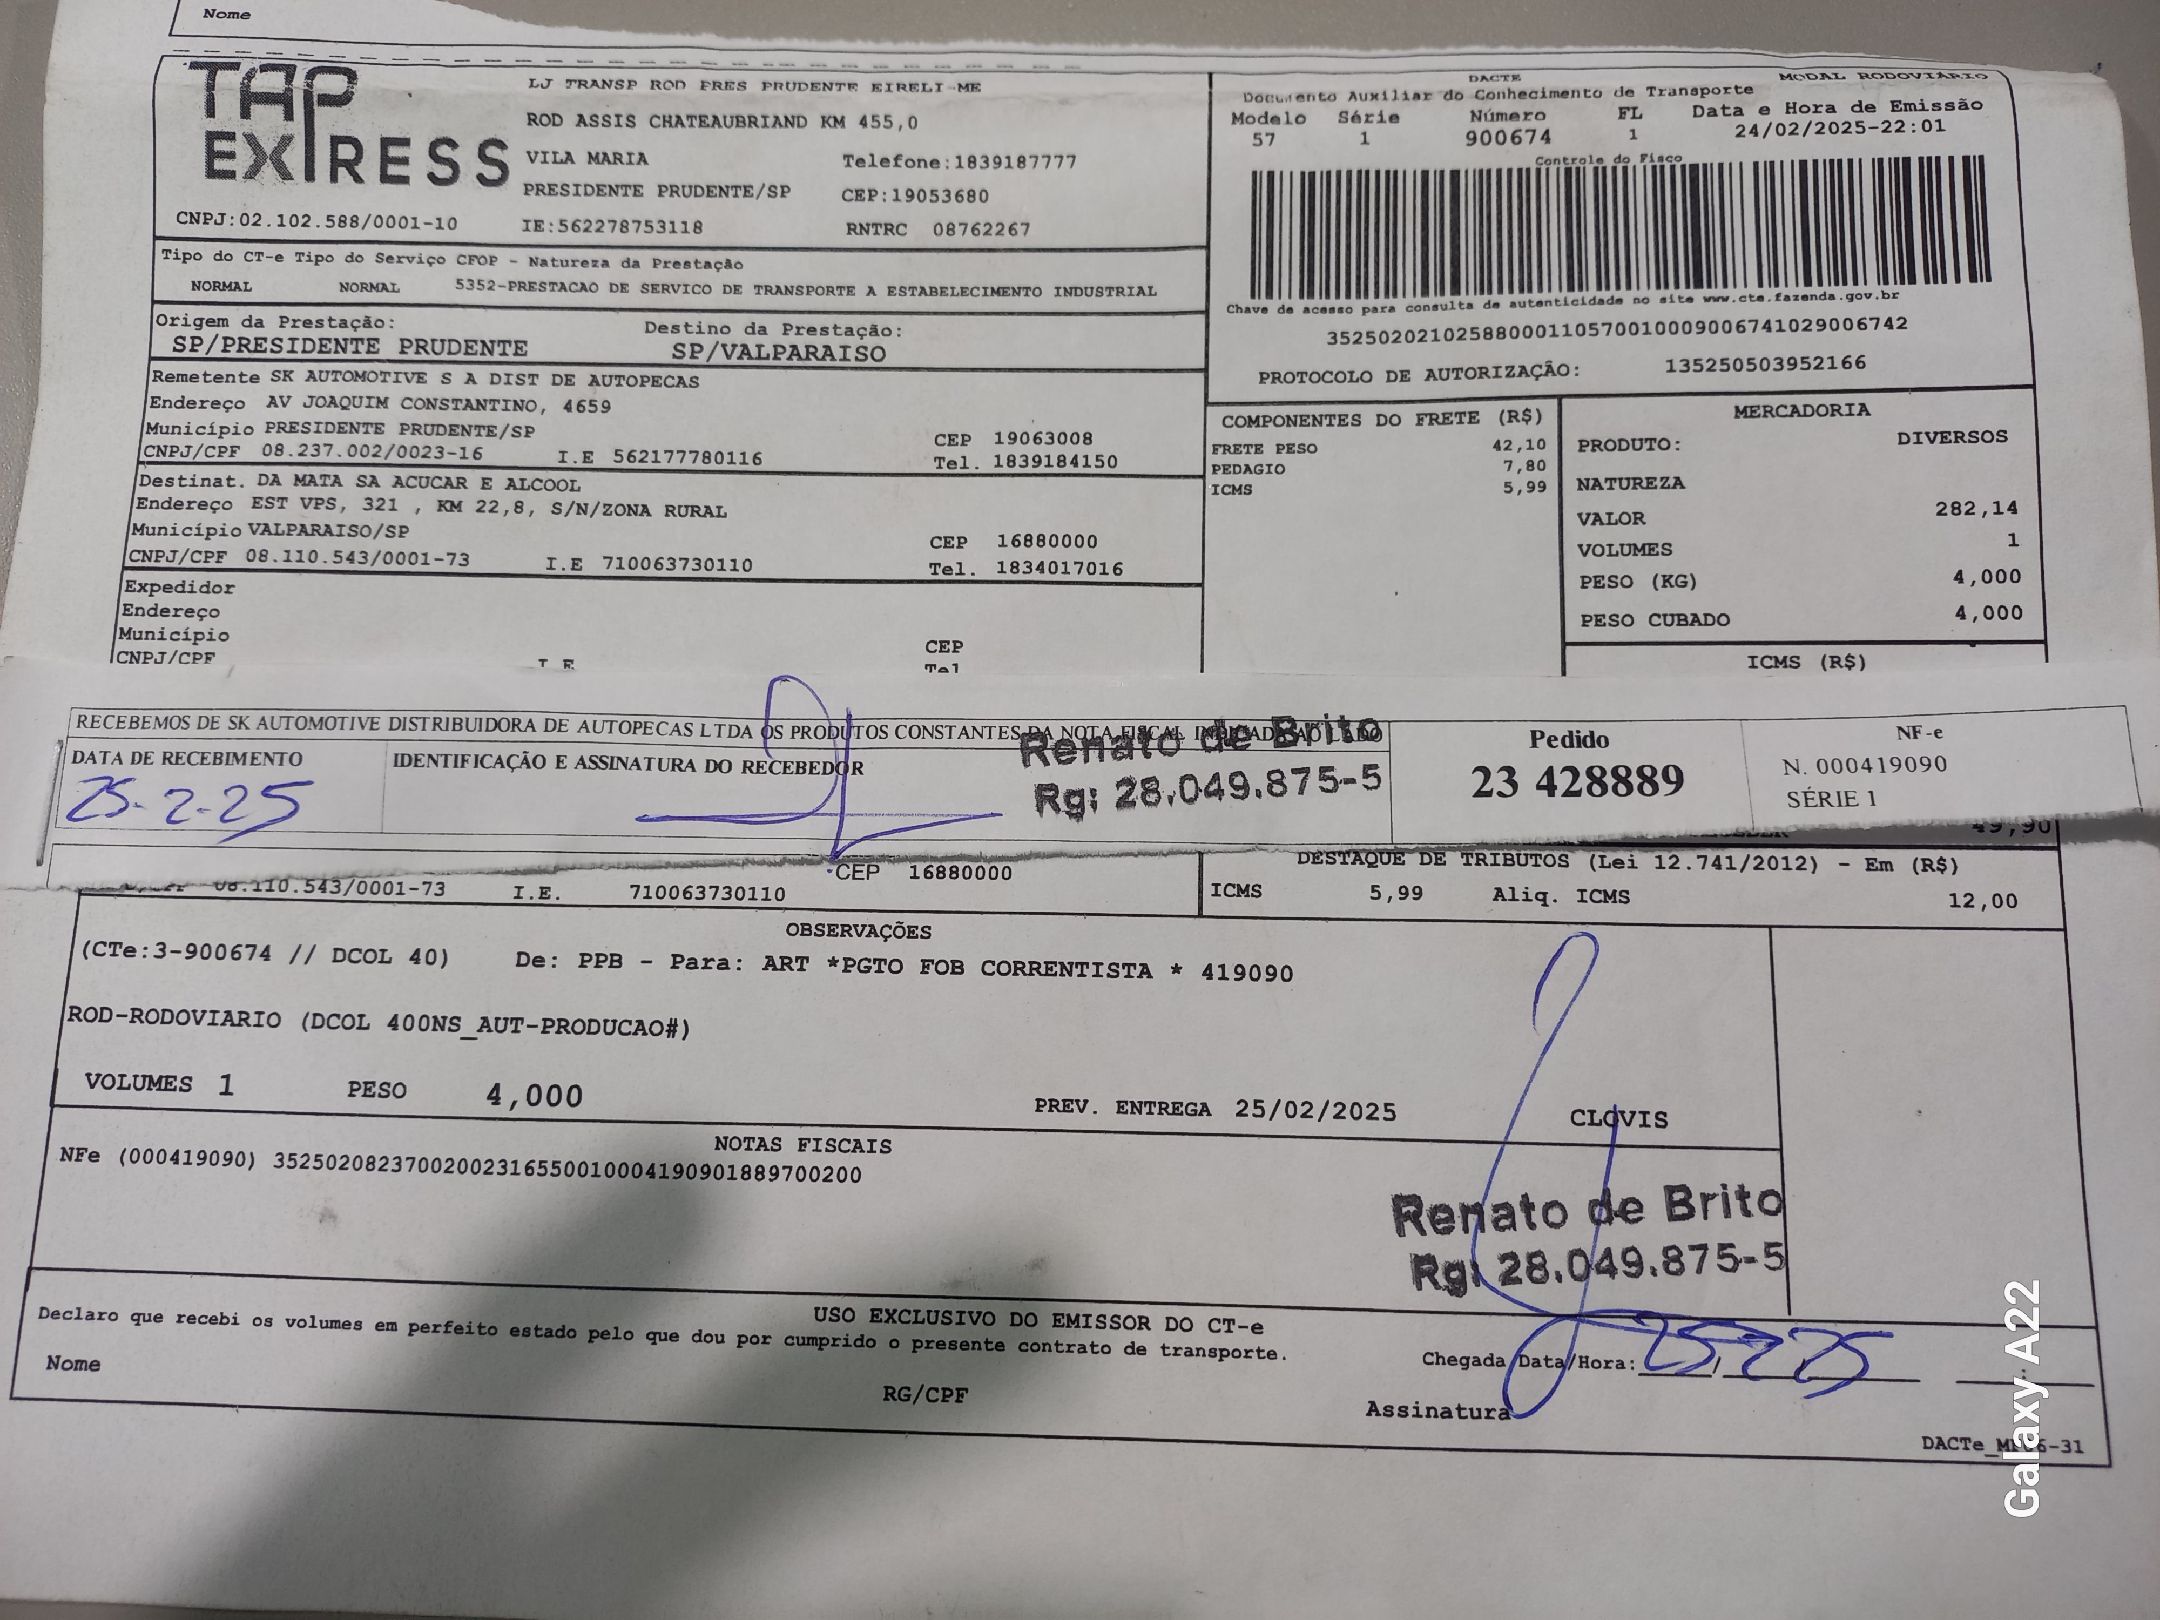 Nome
TAP EXPRESS
LJ TRANSP ROD PRES PRUDENTE EIRELI-ME
ROD ASSIS CHATEAUBRIAND KM 455,0
VILA MARIA Telefone:1839187777
PRESIDENTE PRUDENTE/SP CEP:19053680
CNPJ:02.102.588/0001-10 IE:562278753118 RNTRC 08762267
DACTE MODAL RODOVIÁRIO
Documento Auxiliar do Conhecimento de Transporte
Modelo Série Número FL Data e Hora de Emissão
57 1 900674 1 24/02/2025-22:01
Controle do Fisco
Chave de acesso para consulta de autenticidade no site www.cte.fazenda.gov.br
35250202102588000110570010009006741029006742
PROTOCOLO DE AUTORIZAÇÃO: 135250503952166
Tipo do CT-e Tipo do Serviço CFOP - Natureza da Prestação
NORMAL NORMAL 5352-PRESTACAO DE SERVICO DE TRANSPORTE A ESTABELECIMENTO INDUSTRIAL
Origem da Prestação: Destino da Prestação:
SP/PRESIDENTE PRUDENTE SP/VALPARAISO
Remetente SK AUTOMOTIVE S A DIST DE AUTOPECAS
Endereço AV JOAQUIM CONSTANTINO, 4659
Município PRESIDENTE PRUDENTE/SP CEP 19063008
CNPJ/CPF 08.237.002/0023-16 I.E 562177780116 Tel. 1839184150
Destinat. DA MATA SA ACUCAR E ALCOOL
Endereço EST VPS, 321 , KM 22,8, S/N/ZONA RURAL
Município VALPARAISO/SP CEP 16880000
CNPJ/CPF 08.110.543/0001-73 I.E 710063730110 Tel. 1834017016
Expedidor
Endereço
Município CEP
CNPJ/CPF I E Tel
COMPONENTES DO FRETE (R$)
FRETE PESO 42,10
PEDAGIO 7,80
ICMS 5,99
MERCADORIA
PRODUTO: DIVERSOS
NATUREZA
VALOR 282,14
VOLUMES 1
PESO (KG) 4,000
PESO CUBADO 4,000
ICMS (R$)
RECEBEMOS DE SK AUTOMOTIVE DISTRIBUIDORA DE AUTOPECAS LTDA OS PRODUTOS CONSTANTES DA NOTA FISCAL INDICADA AO LADO
DATA DE RECEBIMENTO IDENTIFICAÇÃO E ASSINATURA DO RECEBEDOR
25-2-25
Renato de Brito
Rg: 28.049.875-5
Pedido
23 428889
NF-e
N. 000419090
SÉRIE 1
49,90
08.110.543/0001-73 I.E. 710063730110 CEP 16880000
DESTAQUE DE TRIBUTOS (Lei 12.741/2012) - Em (R$)
ICMS 5,99 Aliq. ICMS 12,00
OBSERVAÇÕES
(CTe:3-900674 // DCOL 40) De: PPB - Para: ART *PGTO FOB CORRENTISTA * 419090
ROD-RODOVIARIO (DCOL 400NS_AUT-PRODUCAO#)
VOLUMES 1 PESO 4,000 PREV. ENTREGA 25/02/2025 CLOVIS
NOTAS FISCAIS
NFe (000419090) 35250208237002002316550010004190901889700200
Renato de Brito
Rg: 28.049.875-5
USO EXCLUSIVO DO EMISSOR DO CT-e
Declaro que recebi os volumes em perfeito estado pelo que dou por cumprido o presente contrato de transporte.
Nome RG/CPF
Chegada Data/Hora: 25/ 2 25
Assinatura
Galaxy A22